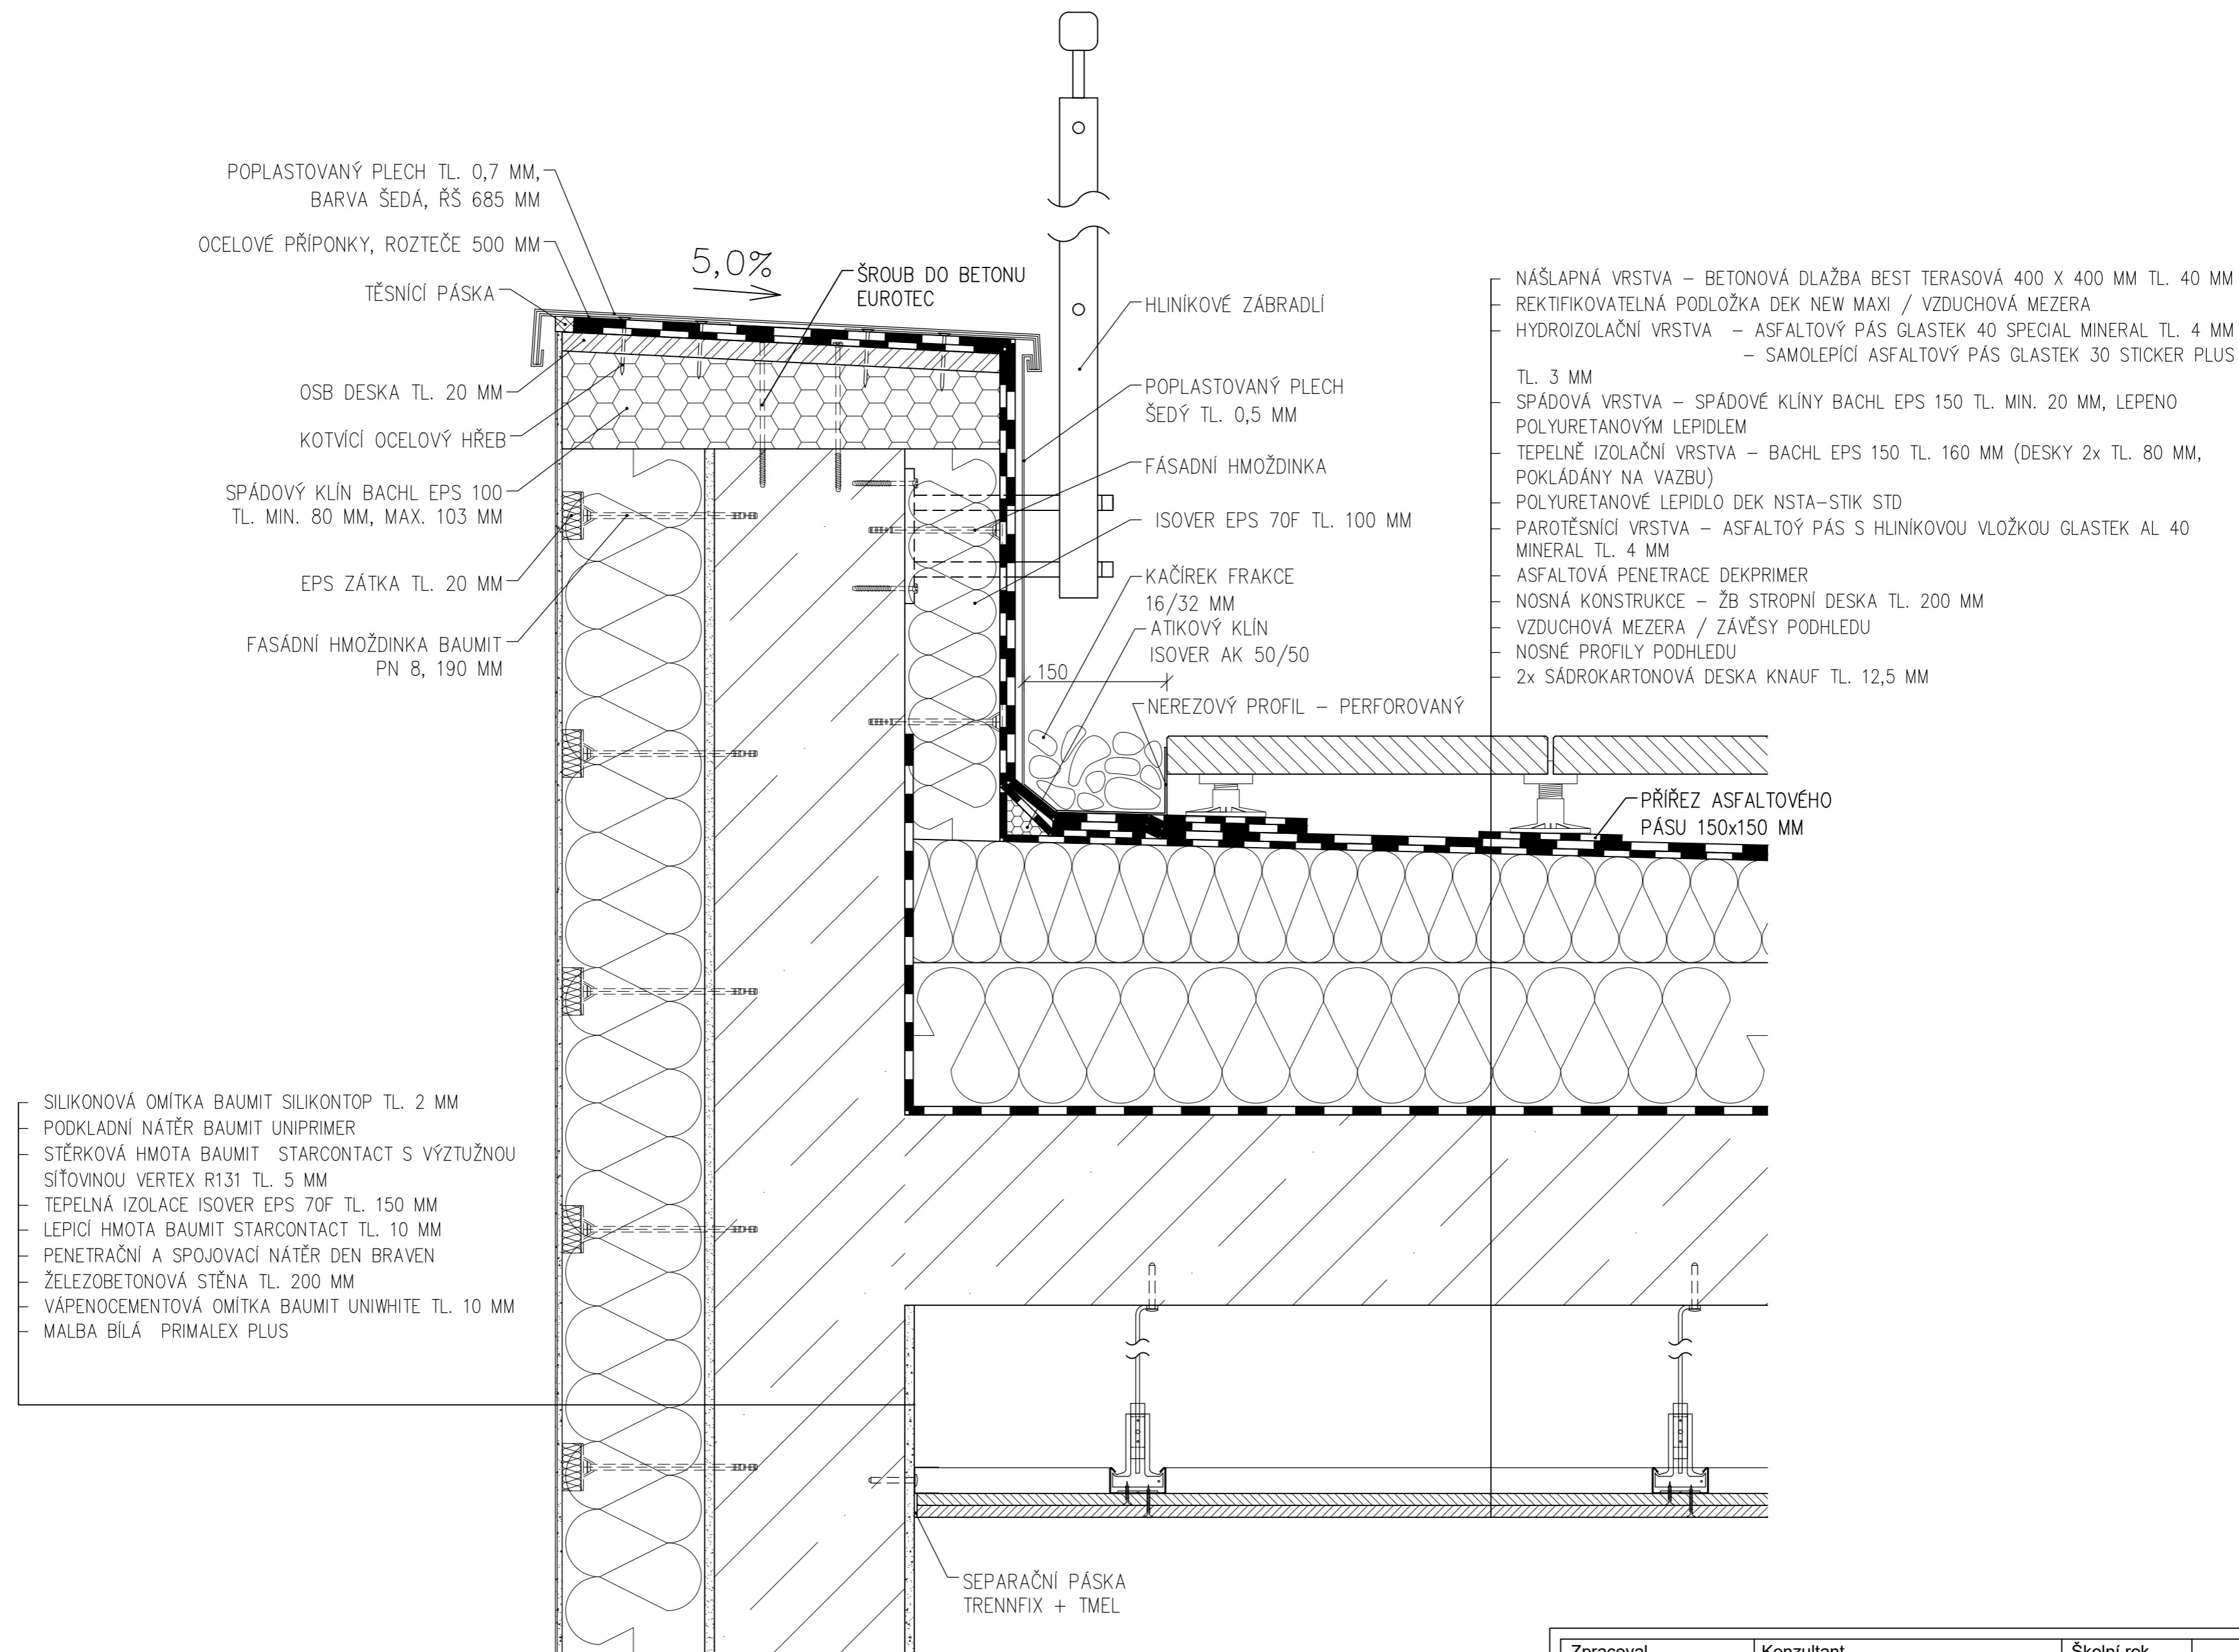 POPLASTOVANÝ PLECH TL. 0,7 MM,
BARVA ŠEDÁ, ŘŠ 685 MM
OCELOVÉ PŘÍPONKY, ROZTEČE 500 MM
TĚSNÍCÍ PÁSKA
OSB DESKA TL. 20 MM
KOTVÍCÍ OCELOVÝ HŘEB
SPÁDOVÝ KLÍN BACHL EPS 100
TL. MIN. 80 MM, MAX. 103 MM
EPS ZÁTKA TL. 20 MM
FASÁDNÍ HMOŽDINKA BAUMIT
PN 8, 190 MM
5,0%
ŠROUB DO BETONU
EUROTEC
HLINÍKOVÉ ZÁBRADLÍ
POPLASTOVANÝ PLECH
ŠEDÝ TL. 0,5 MM
FÁSADNÍ HMOŽDINKA
ISOVER EPS 70F TL. 100 MM
KAČÍREK FRAKCE
16/32 MM
ATIKOVÝ KLÍN
ISOVER AK 50/50
150
NEREZOVÝ PROFIL – PERFOROVANÝ
NÁŠLAPNÁ VRSTVA – BETONOVÁ DLAŽBA BEST TERASOVÁ 400 X 400 MM TL. 40 MM
REKTIFIKOVATELNÁ PODLOŽKA DEK NEW MAXI / VZDUCHOVÁ MEZERA
HYDROIZOLAČNÍ VRSTVA – ASFALTOVÝ PÁS GLASTEK 40 SPECIAL MINERAL TL. 4 MM
– SAMOLEPÍCÍ ASFALTOVÝ PÁS GLASTEK 30 STICKER PLUS
TL. 3 MM
SPÁDOVÁ VRSTVA – SPÁDOVÉ KLÍNY BACHL EPS 150 TL. MIN. 20 MM, LEPENO
POLYURETANOVÝM LEPIDLEM
TEPELNĚ IZOLAČNÍ VRSTVA – BACHL EPS 150 TL. 160 MM (DESKY 2x TL. 80 MM,
POKLÁDÁNY NA VAZBU)
POLYURETANOVÉ LEPIDLO DEK NSTA–STIK STD
PAROTĚSNÍCÍ VRSTVA – ASFALTOÝ PÁS S HLINÍKOVOU VLOŽKOU GLASTEK AL 40
MINERAL TL. 4 MM
ASFALTOVÁ PENETRACE DEKPRIMER
NOSNÁ KONSTRUKCE – ŽB STROPNÍ DESKA TL. 200 MM
VZDUCHOVÁ MEZERA / ZÁVĚSY PODHLEDU
NOSNÉ PROFILY PODHLEDU
2x SÁDROKARTONOVÁ DESKA KNAUF TL. 12,5 MM
PŘÍŘEZ ASFALTOVÉHO
PÁSU 150x150 MM
SILIKONOVÁ OMÍTKA BAUMIT SILIKONTOP TL. 2 MM
PODKLADNÍ NÁTĚR BAUMIT UNIPRIMER
STĚRKOVÁ HMOTA BAUMIT STARCONTACT S VÝZTUŽNOU
SÍŤOVINOU VERTEX R131 TL. 5 MM
TEPELNÁ IZOLACE ISOVER EPS 70F TL. 150 MM
LEPICÍ HMOTA BAUMIT STARCONTACT TL. 10 MM
PENETRAČNÍ A SPOJOVACÍ NÁTĚR DEN BRAVEN
ŽELEZOBETONOVÁ STĚNA TL. 200 MM
VÁPENOCEMENTOVÁ OMÍTKA BAUMIT UNIWHITE TL. 10 MM
MALBA BÍLÁ PRIMALEX PLUS
SEPARAČNÍ PÁSKA
TRENNFIX + TMEL
Zpracoval Konzultant Školní rok